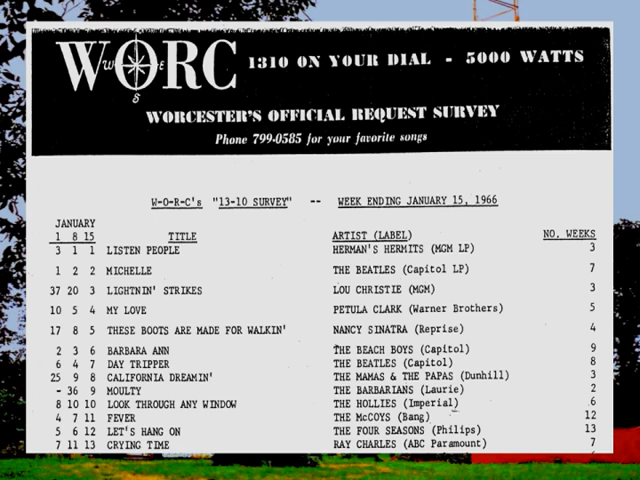 WORC 1310 ON YOUR DIAL - 5000 WATTS
W E
S
WORCESTER'S OFFICIAL REQUEST SURVEY
Phone 799-0585 for your favorite songs
W-O-R-C's "13-10 SURVEY" -- WEEK ENDING JANUARY 15, 1966
JANUARY
1 8 15 TITLE ARTIST (LABEL) NO. WEEKS
3 1 1 LISTEN PEOPLE HERMAN'S HERMITS (MGM LP) 3
1 2 2 MICHELLE THE BEATLES (Capitol LP) 7
37 20 3 LIGHTNIN' STRIKES LOU CHRISTIE (MGM) 3
10 5 4 MY LOVE PETULA CLARK (Warner Brothers) 5
17 8 5 THESE BOOTS ARE MADE FOR WALKIN' NANCY SINATRA (Reprise) 4
2 3 6 BARBARA ANN THE BEACH BOYS (Capitol) 9
6 4 7 DAY TRIPPER THE BEATLES (Capitol) 8
25 9 8 CALIFORNIA DREAMIN' THE MAMAS & THE PAPAS (Dunhill) 3
- 36 9 MOULTY THE BARBARIANS (Laurie) 2
8 10 10 LOOK THROUGH ANY WINDOW THE HOLLIES (Imperial) 6
4 7 11 FEVER THE McCOYS (Bang) 12
5 6 12 LET'S HANG ON THE FOUR SEASONS (Philips) 13
7 11 13 CRYING TIME RAY CHARLES (ABC Paramount) 7